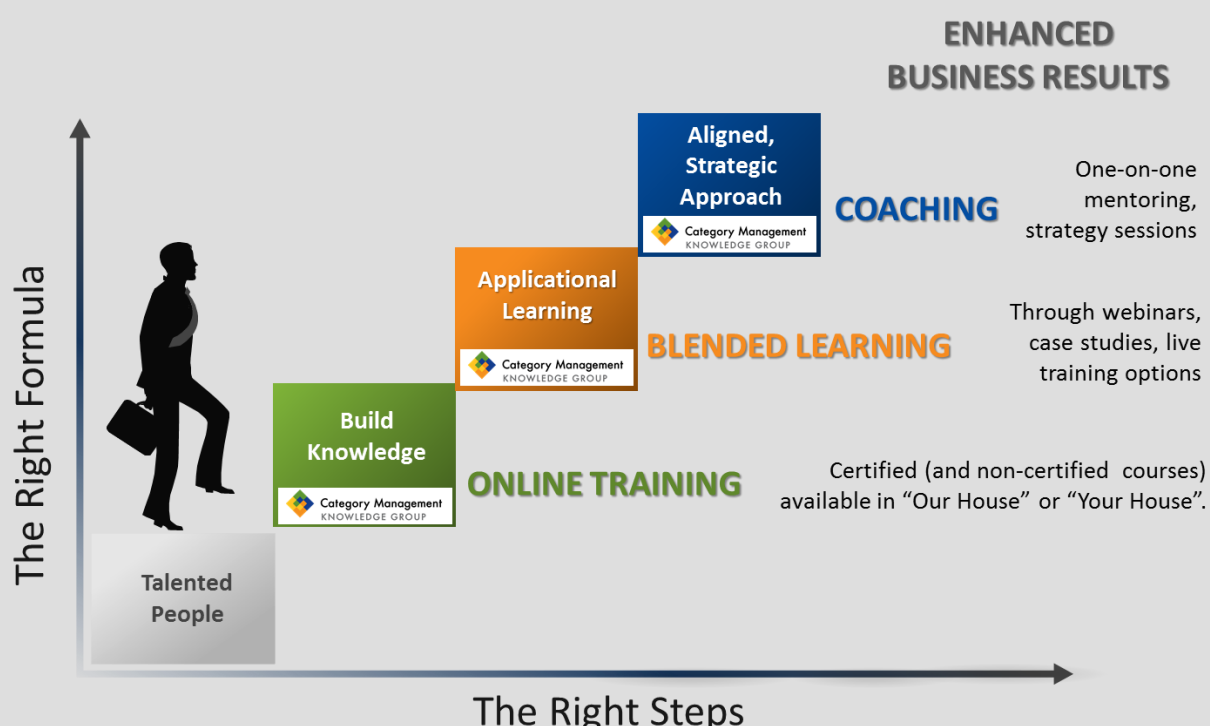 ENHANCED
BUSINESS RESULTS
Aligned,
Strategic
Approach
Category Management
KNOWLEDGE GROUP
COACHING
One-on-one
mentoring,
strategy sessions
Applicational
Learning
Category Management
KNOWLEDGE GROUP
BLENDED LEARNING
Through webinars,
case studies, live
training options
Build
Knowledge
Category Management
KNOWLEDGE GROUP
ONLINE TRAINING
Certified (and non-certified courses)
available in “Our House” or “Your House”.
Talented
People
The Right Formula
The Right Steps